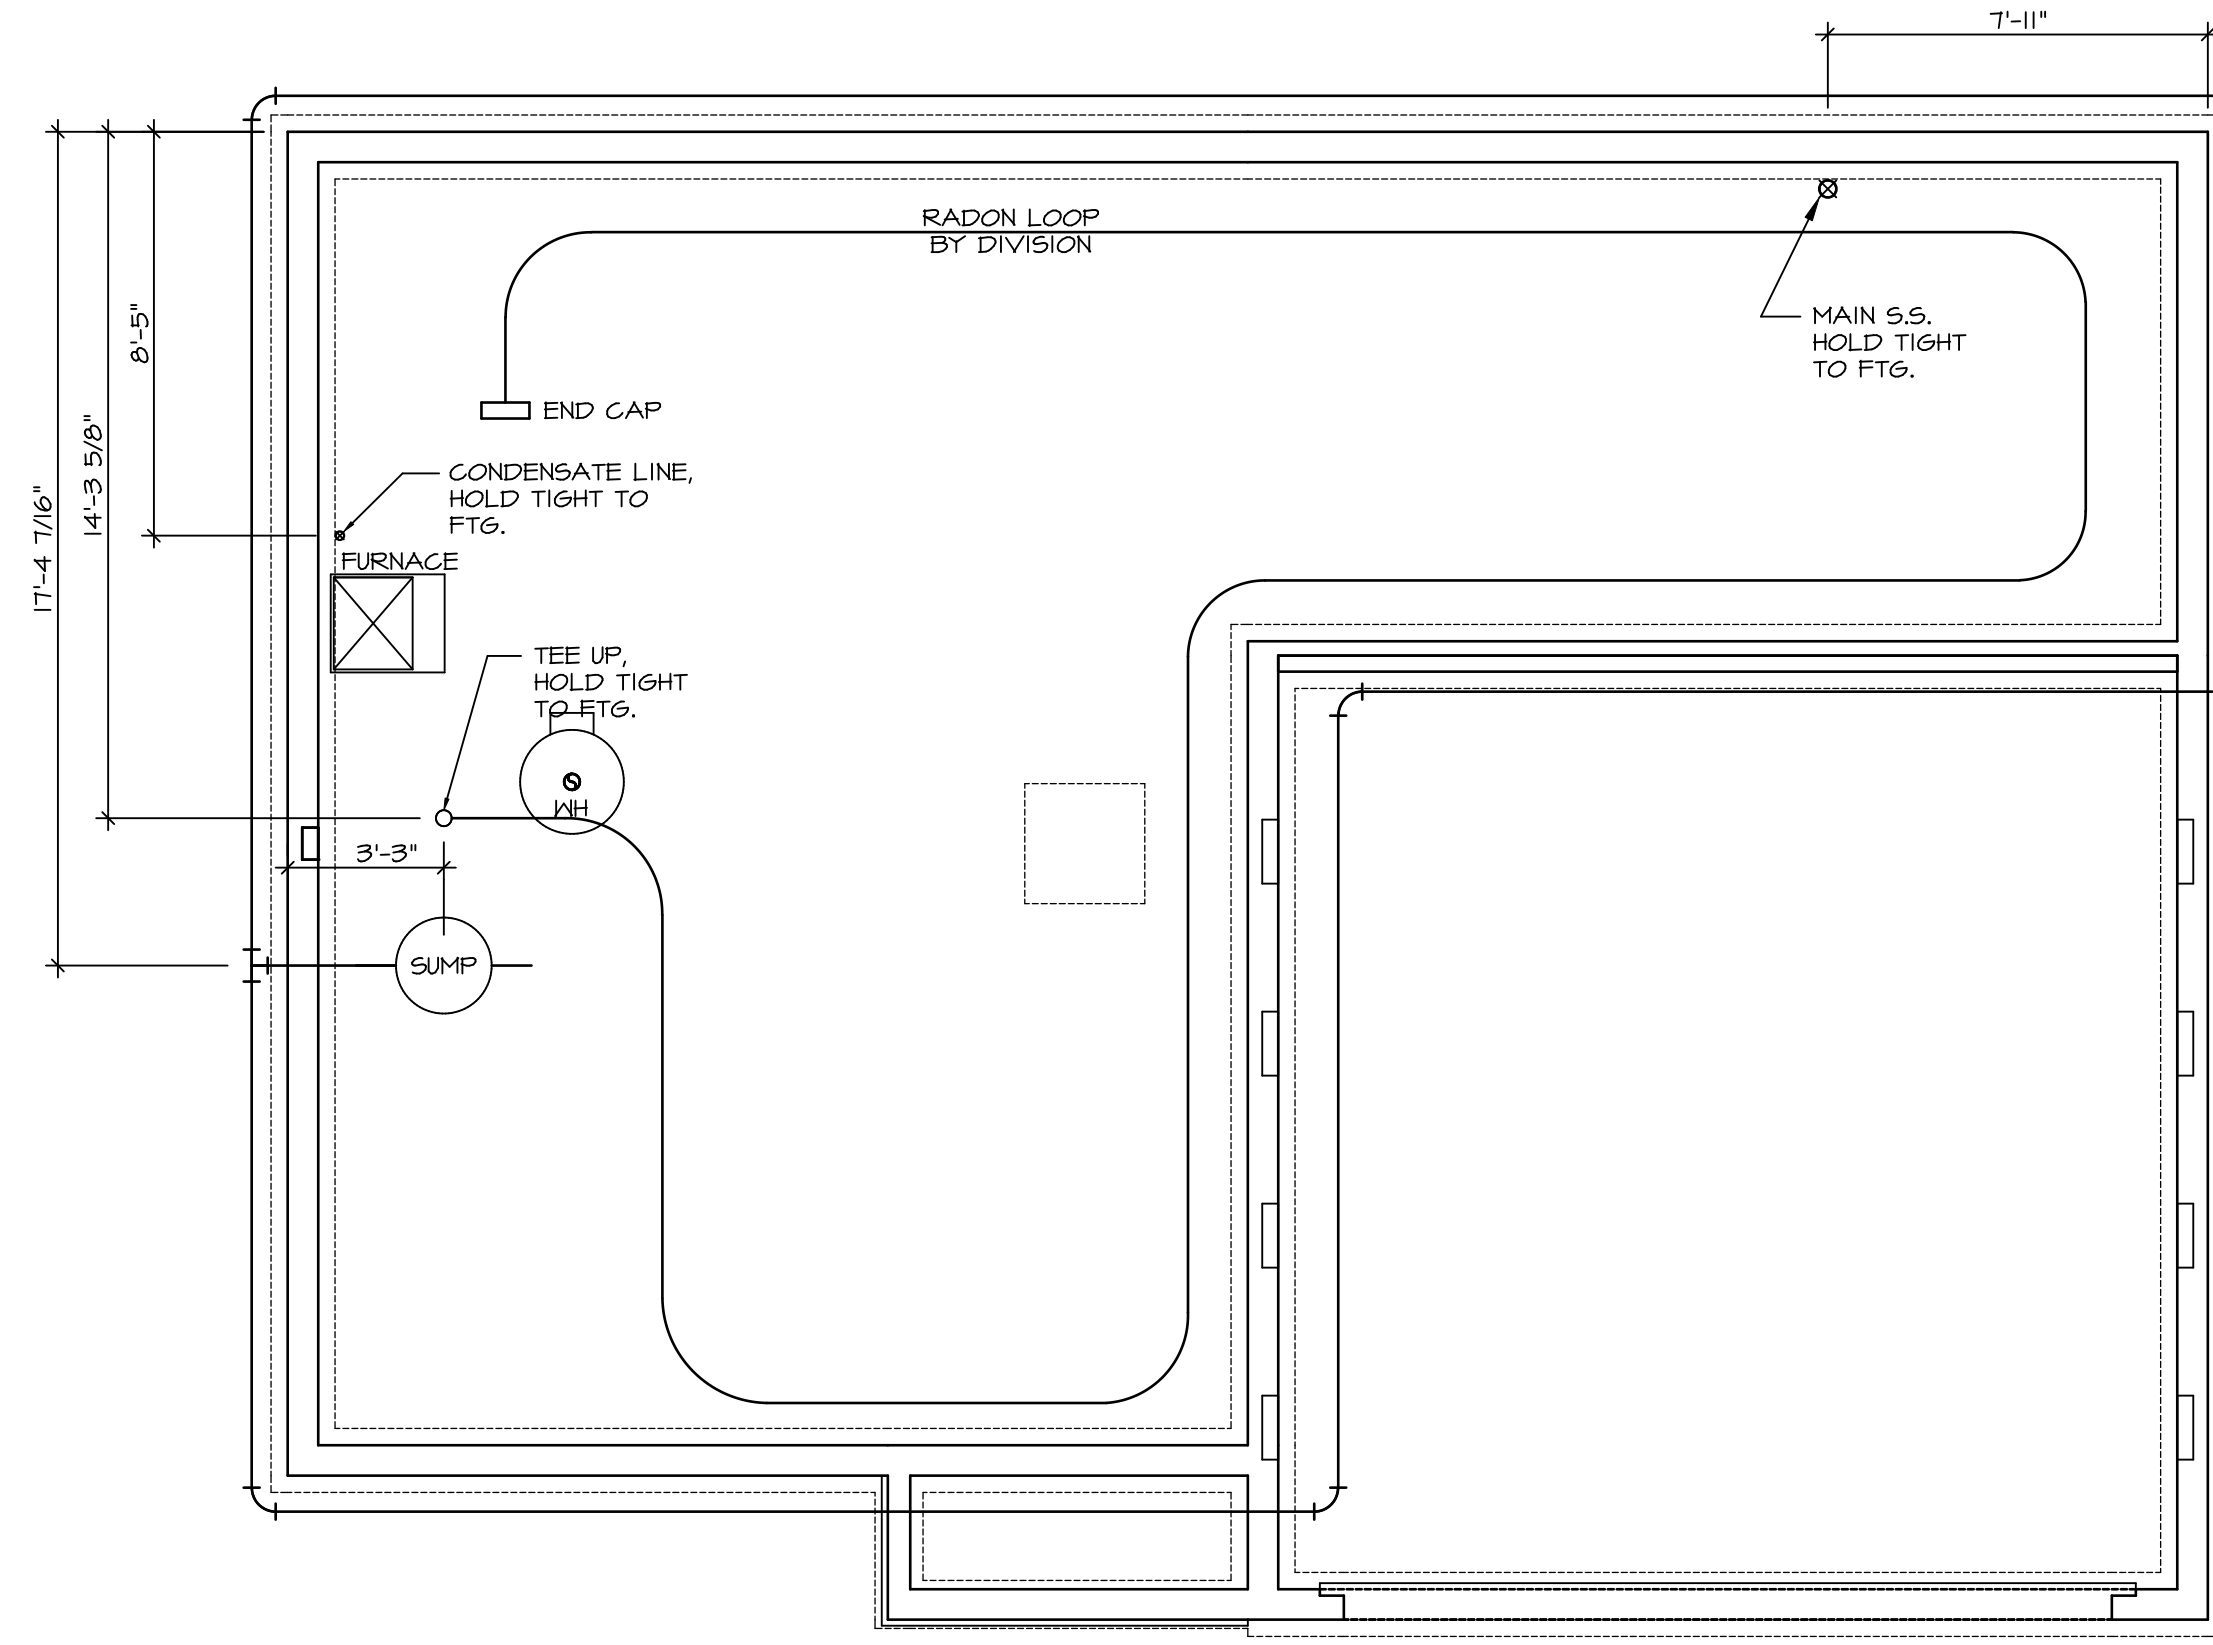 7'-11"
RADON LOOP
BY DIVISION
MAIN S.S.
HOLD TIGHT
TO FTG.
8'-5"
14'-3 5/8"
17'-4 7/16"
END CAP
CONDENSATE LINE,
HOLD TIGHT TO
FTG.
FURNACE
TEE UP,
HOLD TIGHT
TO FTG.
WH
3'-3"
SUMP